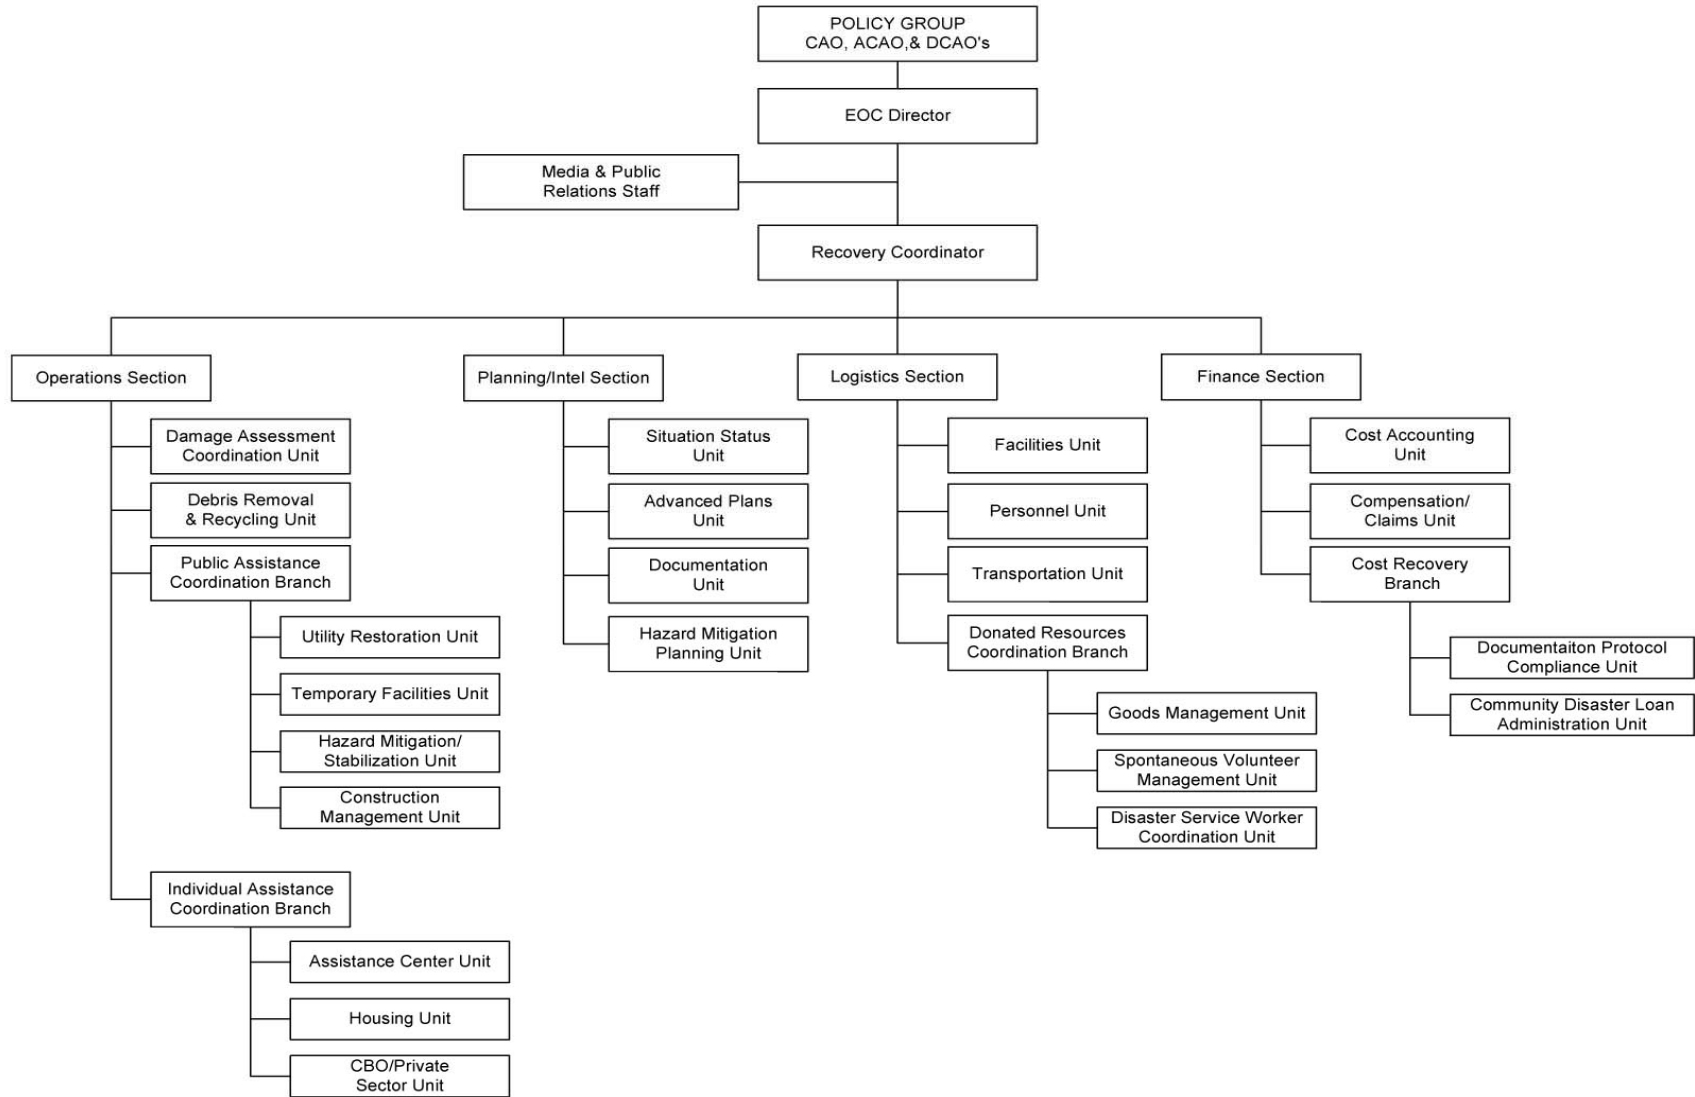 POLICY GROUP
CAO, ACAO,& DCAO's
EOC Director
Media & Public
Relations Staff
Recovery Coordinator
Operations Section
Planning/Intel Section
Logistics Section
Finance Section
Damage Assessment
Coordination Unit
Debris Removal
& Recycling Unit
Public Assistance
Coordination Branch
Utility Restoration Unit
Temporary Facilities Unit
Hazard Mitigation/
Stabilization Unit
Construction
Management Unit
Individual Assistance
Coordination Branch
Assistance Center Unit
Housing Unit
CBO/Private
Sector Unit
Situation Status
Unit
Advanced Plans
Unit
Documentation
Unit
Hazard Mitigation
Planning Unit
Facilities Unit
Personnel Unit
Transportation Unit
Donated Resources
Coordination Branch
Goods Management Unit
Spontaneous Volunteer
Management Unit
Disaster Service Worker
Coordination Unit
Cost Accounting
Unit
Compensation/
Claims Unit
Cost Recovery
Branch
Documentaiton Protocol
Compliance Unit
Community Disaster Loan
Administration Unit